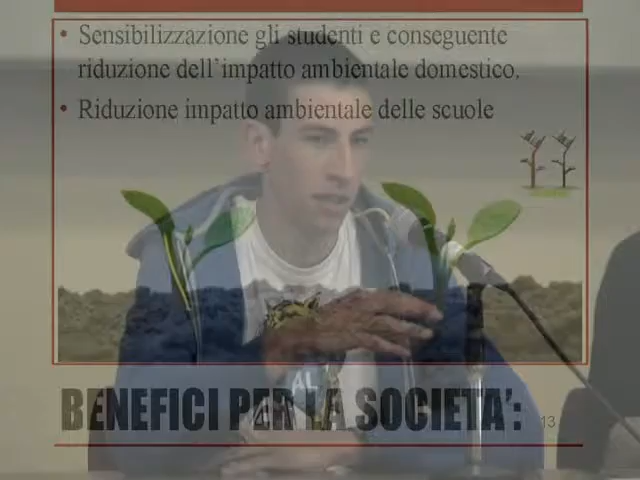 • Sensibilizzazione gli studenti e conseguente
riduzione dell'impatto ambientale domestico.
• Riduzione impatto ambientale delle scuole
BENEFICI PER LA SOCIETA':
13
AL